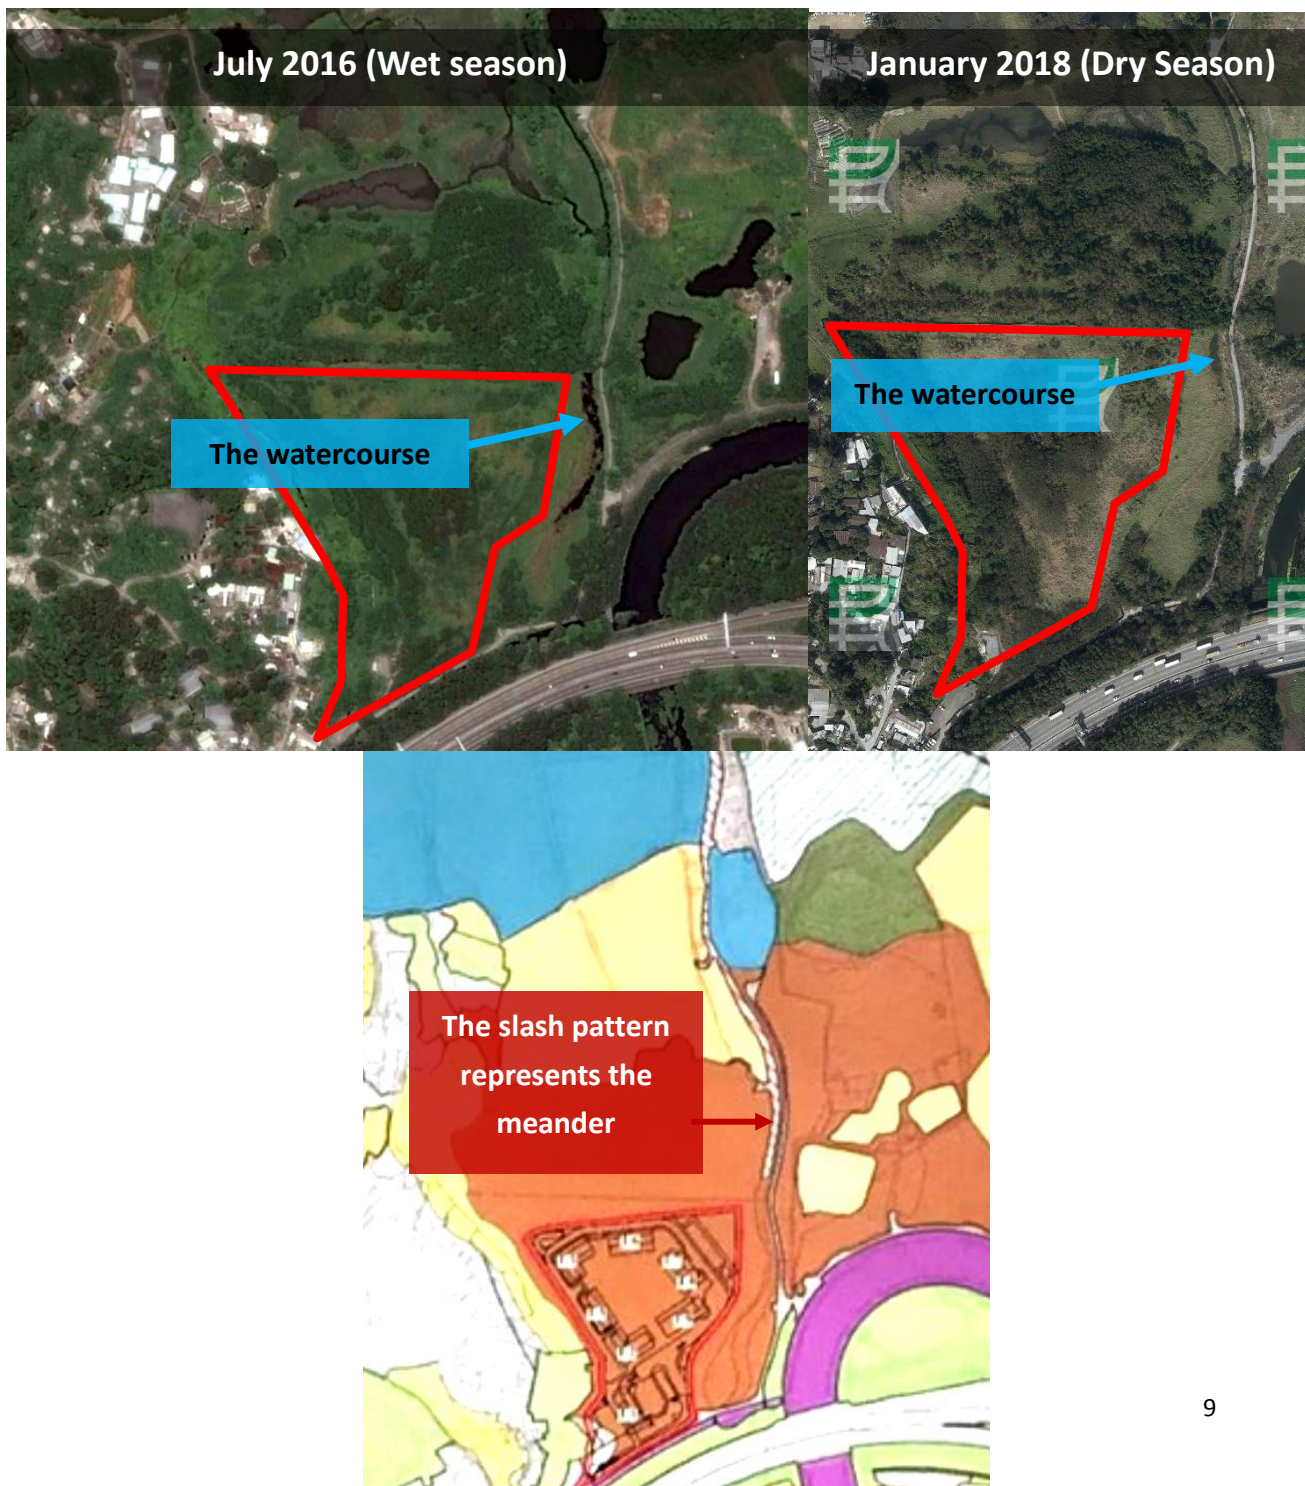 July 2016 (Wet season)
January 2018 (Dry Season)
The watercourse
The watercourse
The slash pattern
represents the
meander
9